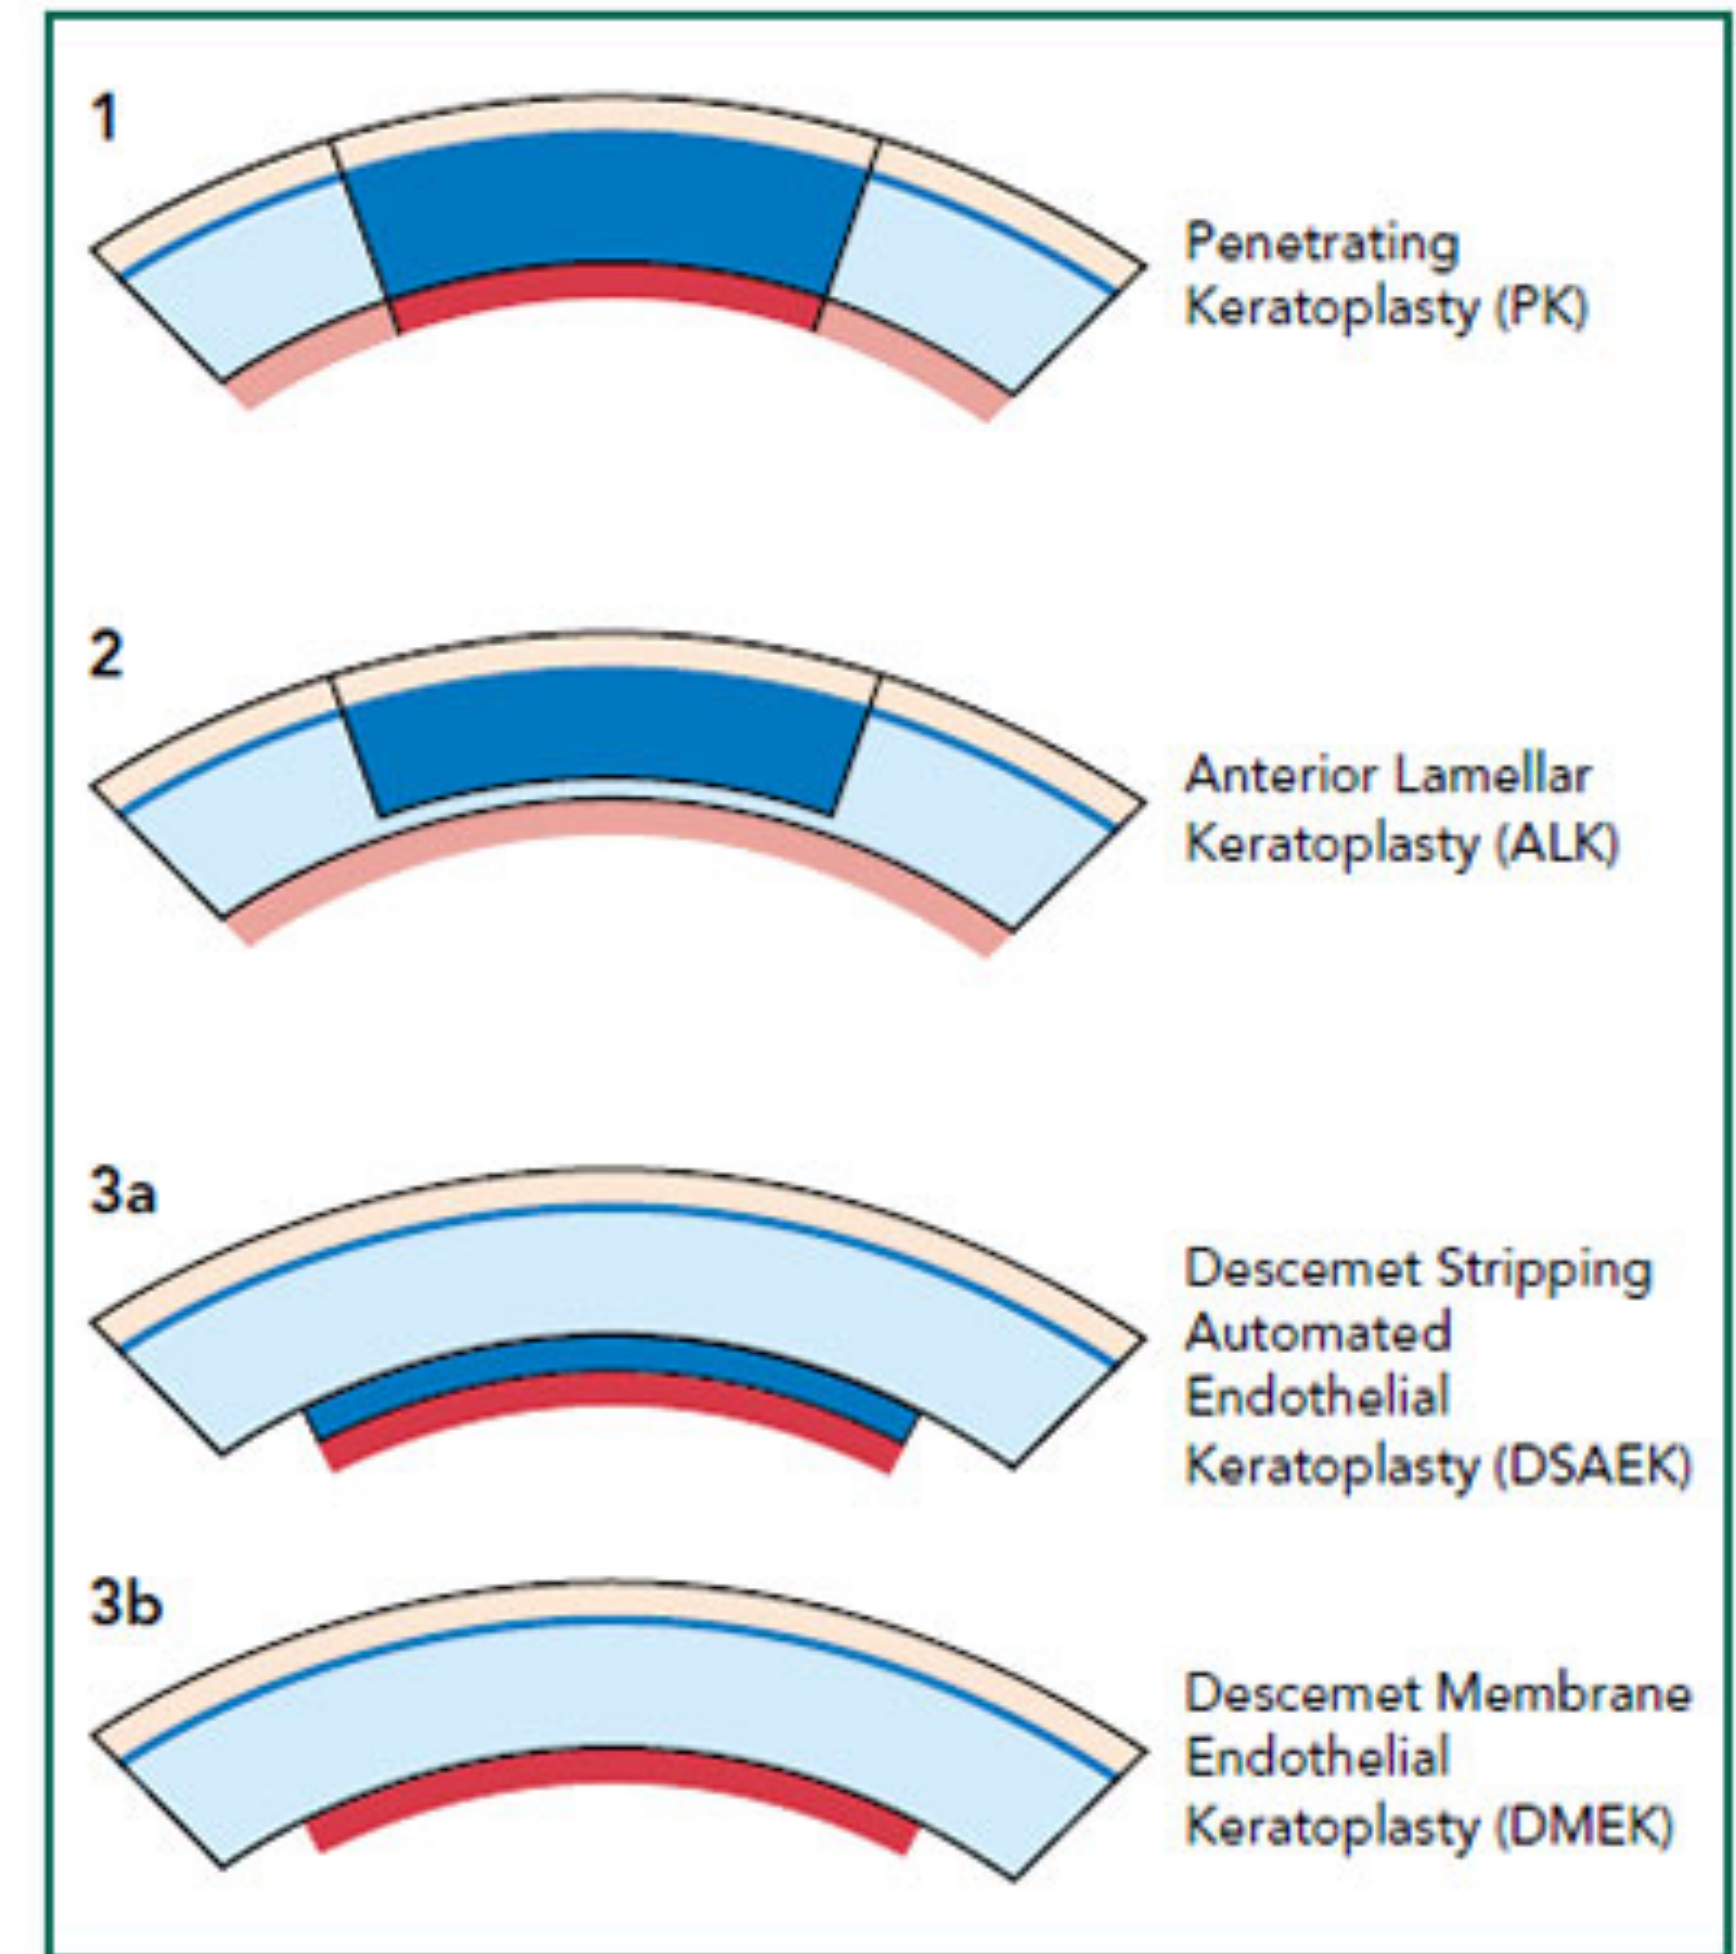 1
Penetrating
Keratoplasty (PK)
2
Anterior Lamellar
Keratoplasty (ALK)
3a
Descemet Stripping
Automated
Endothelial
Keratoplasty (DSAEK)
3b
Descemet Membrane
Endothelial
Keratoplasty (DMEK)